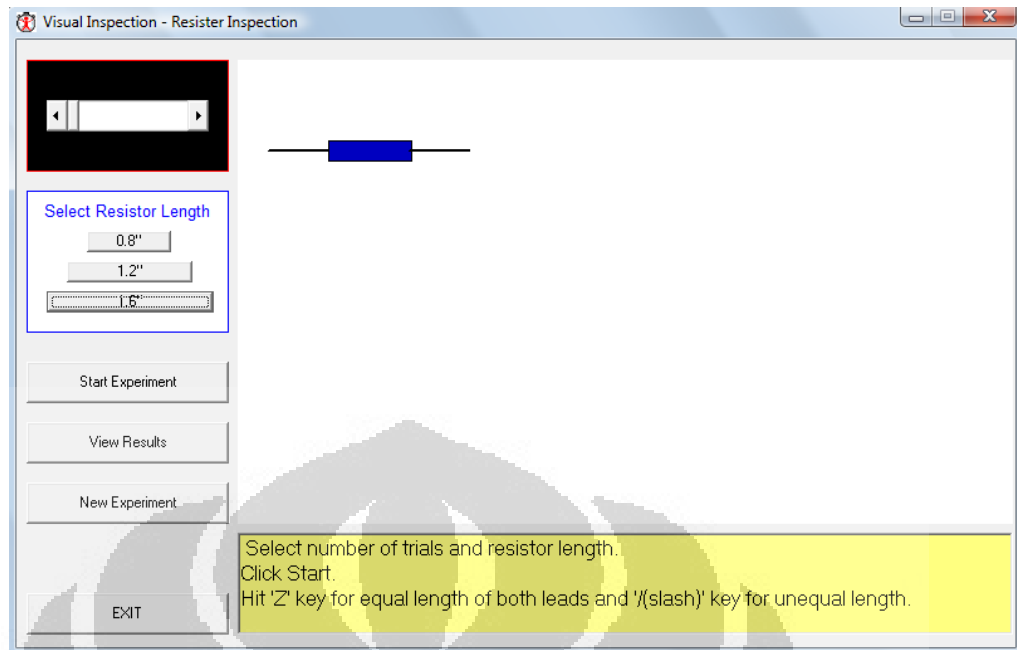 Visual Inspection - Resister Inspection
Select Resistor Length
0.8"
1.2"
1.6"
Start Experiment
View Results
New Experiment
EXIT
Select number of trials and resistor length.
Click Start.
Hit 'Z' key for equal length of both leads and '/(slash)' key for unequal length.